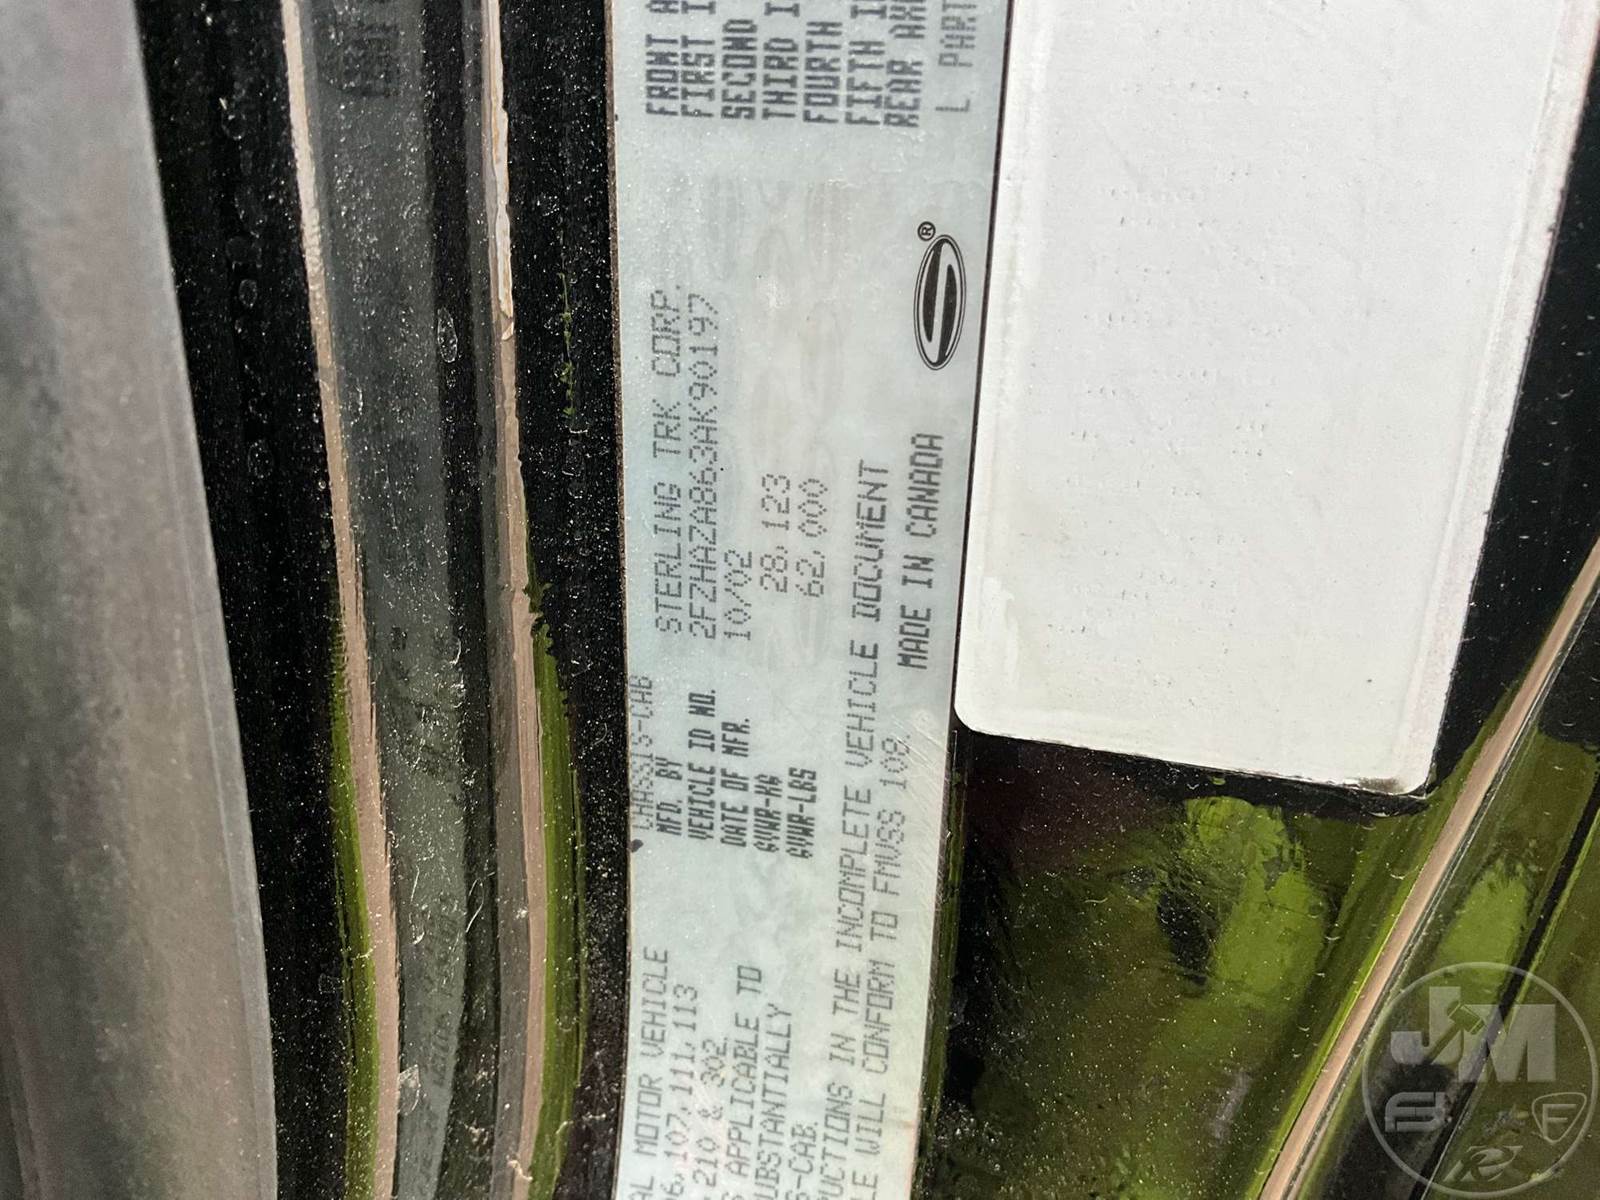 AL MOTOR VEHICLE
06,107,111,113
,210 & 302.
S APPLICABLE TO
UBSTANTIALLY
S-CAB.
UCTIONS IN THE INCOMPLETE VEHICLE DOCUMENT
LE WILL CONFORM TO FMVSS 108.
CHASSIS-CAB
MFD. BY STERLING TRK CORP.
VEHICLE ID NO. 2FZHAZA863AK90197
DATE OF MFR. 10/02
GVWR-KG 28,123
GVWR-LBS 62,000
MADE IN CANADA
®
FRONT A
FIRST I
SECOND
THIRD I
FOURTH
FIFTH I
REAR AX
L PART
JM
F